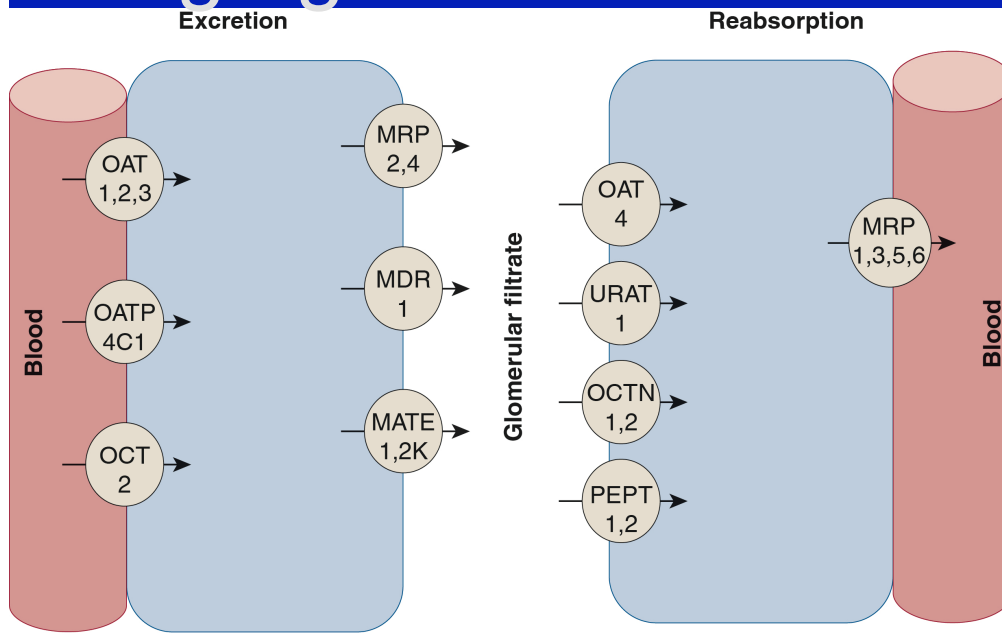 Excretion
Reabsorption
Blood
OAT
1,2,3
OATP
4C1
OCT
2
MRP
2,4
MDR
1
MATE
1,2K
Glomerular filtrate
OAT
4
URAT
1
OCTN
1,2
PEPT
1,2
MRP
1,3,5,6
Blood